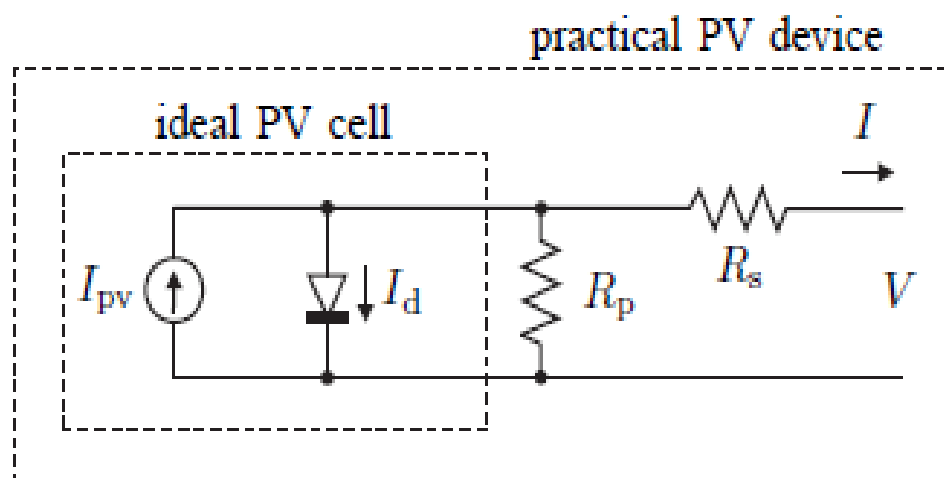 practical PV device
ideal PV cell
I
I_pv
I_d
R_p
R_s
V